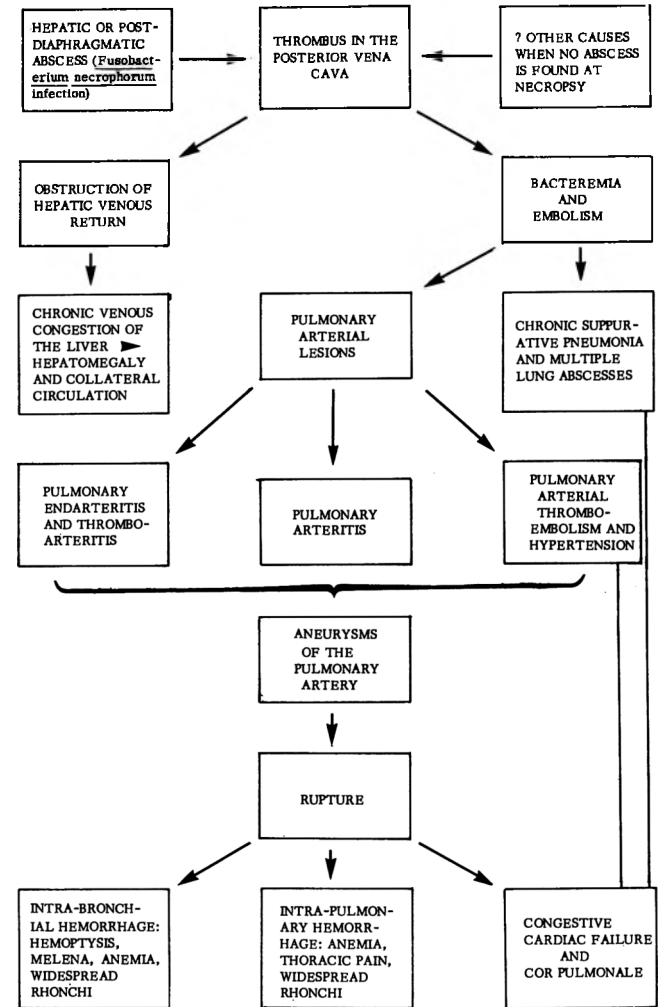 HEPATIC OR POST-
DIAPHRAGMATIC
ABSCESS (Fusobact-
erium necrophorum
infection)
THROMBUS IN THE
POSTERIOR VENA
CAVA
? OTHER CAUSES
WHEN NO ABSCESS
IS FOUND AT
NECROPSY
OBSTRUCTION OF
HEPATIC VENOUS
RETURN
BACTEREMIA
AND
EMBOLISM
CHRONIC VENOUS
CONGESTION OF
THE LIVER ►
HEPATOMEGALY
AND COLLATERAL
CIRCULATION
PULMONARY
ARTERIAL
LESIONS
CHRONIC SUPPUR-
ATIVE PNEUMONIA
AND MULTIPLE
LUNG ABSCESSES
PULMONARY
ENDARTERITIS
AND THROMBO-
ARTERITIS
PULMONARY
ARTERITIS
PULMONARY
ARTERIAL
THROMBO-
EMBOLISM AND
HYPERTENSION
ANEURYSMS
OF THE
PULMONARY
ARTERY
RUPTURE
INTRA-BRONCH-
IAL HEMORRHAGE:
HEMOPTYSIS,
MELENA, ANEMIA,
WIDESPREAD
RHONCHI
INTRA-PULMON-
ARY HEMORR-
HAGE: ANEMIA,
THORACIC PAIN,
WIDESPREAD
RHONCHI
CONGESTIVE
CARDIAC FAILURE
AND
COR PULMONALE